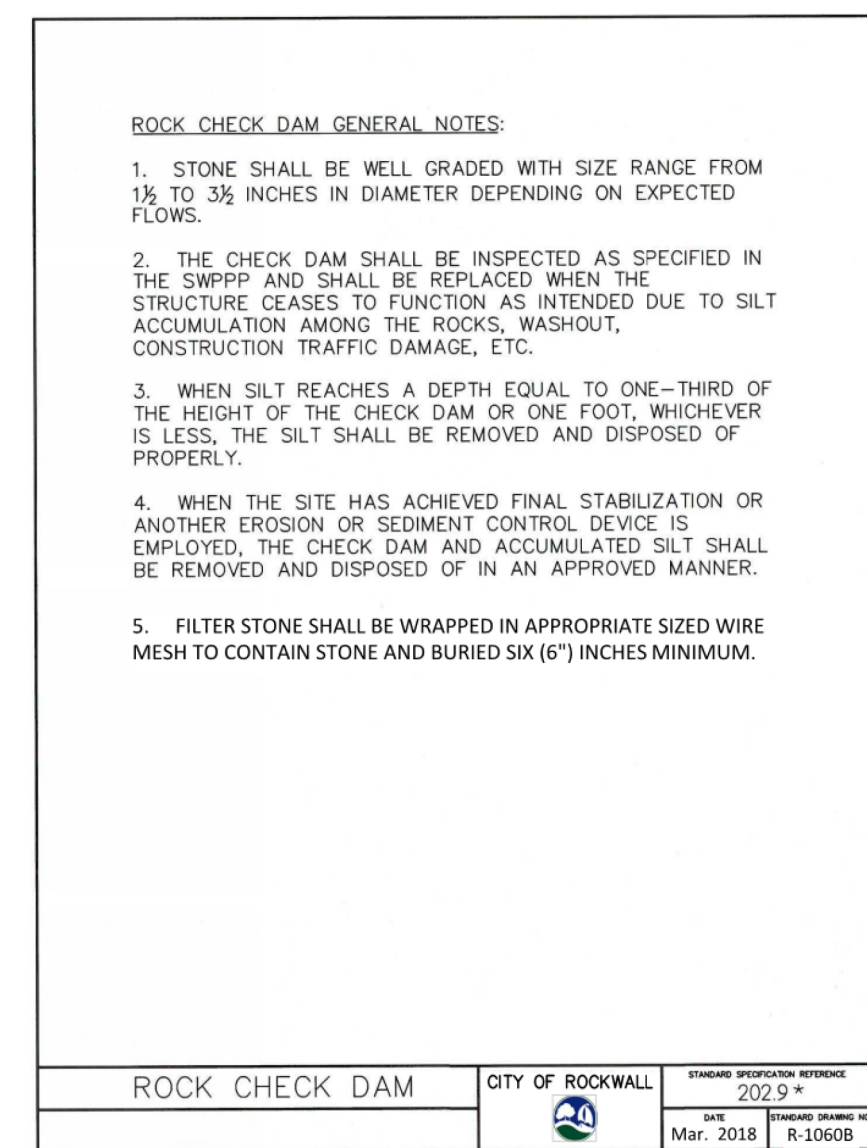 ROCK CHECK DAM GENERAL NOTES:
1. STONE SHALL BE WELL GRADED WITH SIZE RANGE FROM
1½ TO 3½ INCHES IN DIAMETER DEPENDING ON EXPECTED
FLOWS.
2. THE CHECK DAM SHALL BE INSPECTED AS SPECIFIED IN
THE SWPPP AND SHALL BE REPLACED WHEN THE
STRUCTURE CEASES TO FUNCTION AS INTENDED DUE TO SILT
ACCUMULATION AMONG THE ROCKS, WASHOUT,
CONSTRUCTION TRAFFIC DAMAGE, ETC.
3. WHEN SILT REACHES A DEPTH EQUAL TO ONE–THIRD OF
THE HEIGHT OF THE CHECK DAM OR ONE FOOT, WHICHEVER
IS LESS, THE SILT SHALL BE REMOVED AND DISPOSED OF
PROPERLY.
4. WHEN THE SITE HAS ACHIEVED FINAL STABILIZATION OR
ANOTHER EROSION OR SEDIMENT CONTROL DEVICE IS
EMPLOYED, THE CHECK DAM AND ACCUMULATED SILT SHALL
BE REMOVED AND DISPOSED OF IN AN APPROVED MANNER.
5. FILTER STONE SHALL BE WRAPPED IN APPROPRIATE SIZED WIRE
MESH TO CONTAIN STONE AND BURIED SIX (6") INCHES MINIMUM.
ROCK CHECK DAM
CITY OF ROCKWALL
STANDARD SPECIFICATION REFERENCE
202.9 *
DATE
Mar. 2018
STANDARD DRAWING NO
R-1060B